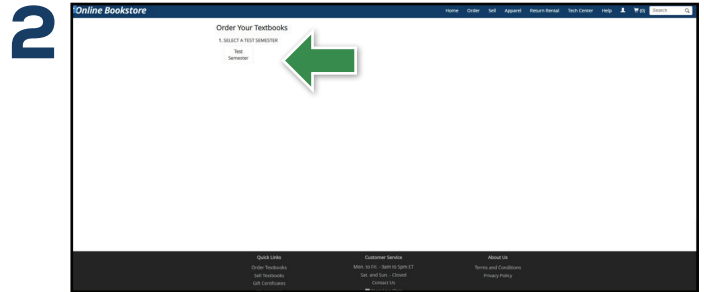 2
Online Bookstore
Home Order Sell Apparel Return Rental Tech Center Help (0) Search
Order Your Textbooks
1. SELECT A TEST SEMESTER
Test
Semester
Quick Links Customer Service About Us
Order Textbooks Mon. to Fri. - 9am to 5pm ET Terms and Conditions
Sell Textbooks Sat. and Sun. - Closed Privacy Policy
Gift Certificates Contact Us